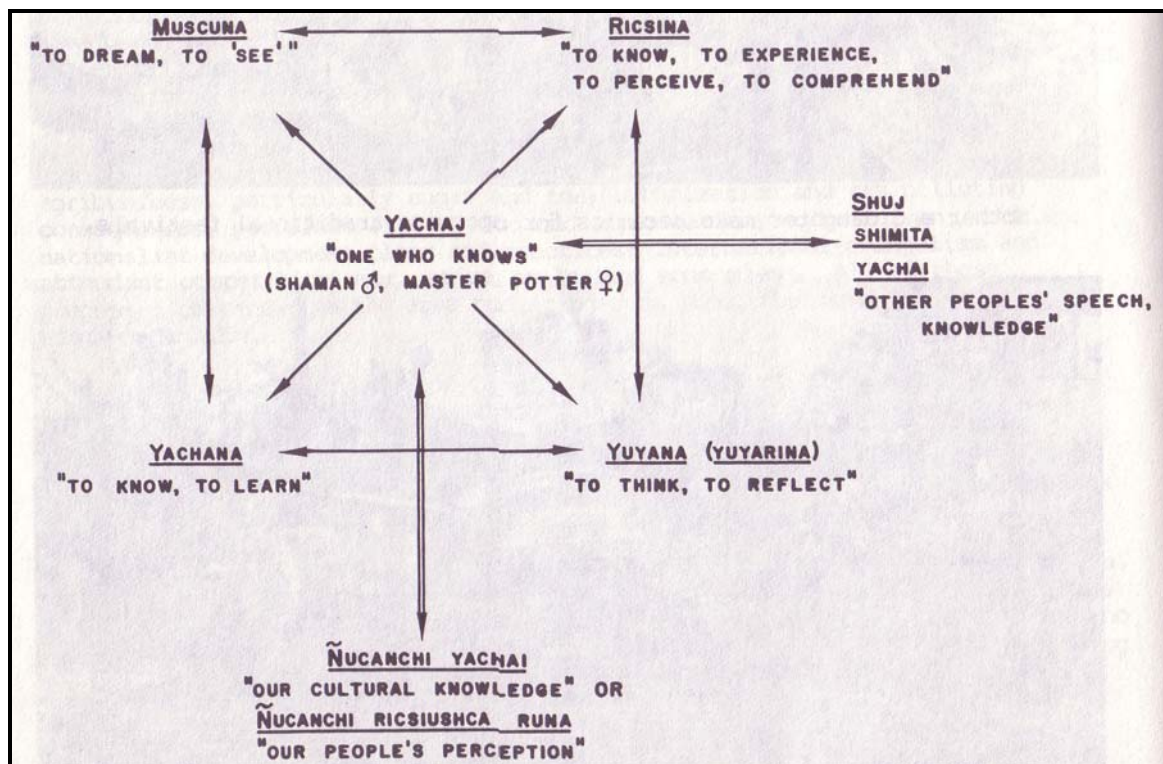 MUSCUNA
"TO DREAM, TO 'SEE'"
RICSINA
"TO KNOW, TO EXPERIENCE,
TO PERCEIVE, TO COMPREHEND"
YACHAJ
"ONE WHO KNOWS"
(SHAMAN ♂, MASTER POTTER ♀)
SHUJ
SHIMITA
YACHAI
"OTHER PEOPLES' SPEECH,
KNOWLEDGE"
YACHANA
"TO KNOW, TO LEARN"
YUYANA (YUYARINA)
"TO THINK, TO REFLECT"
ÑUCANCHI YACHAI
"OUR CULTURAL KNOWLEDGE" OR
ÑUCANCHI RICSIUSHCA RUNA
"OUR PEOPLE'S PERCEPTION"